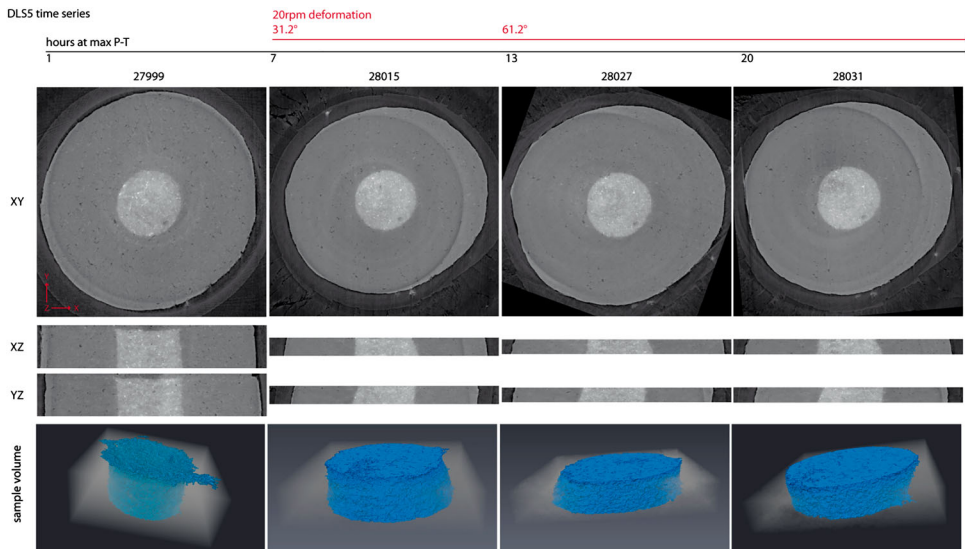 DLS5 time series
20rpm deformation
31.2° 61.2°
hours at max P-T
1 7 13 20
27999 28015 28027 28031
XY
Z X
XZ
YZ
sample volume